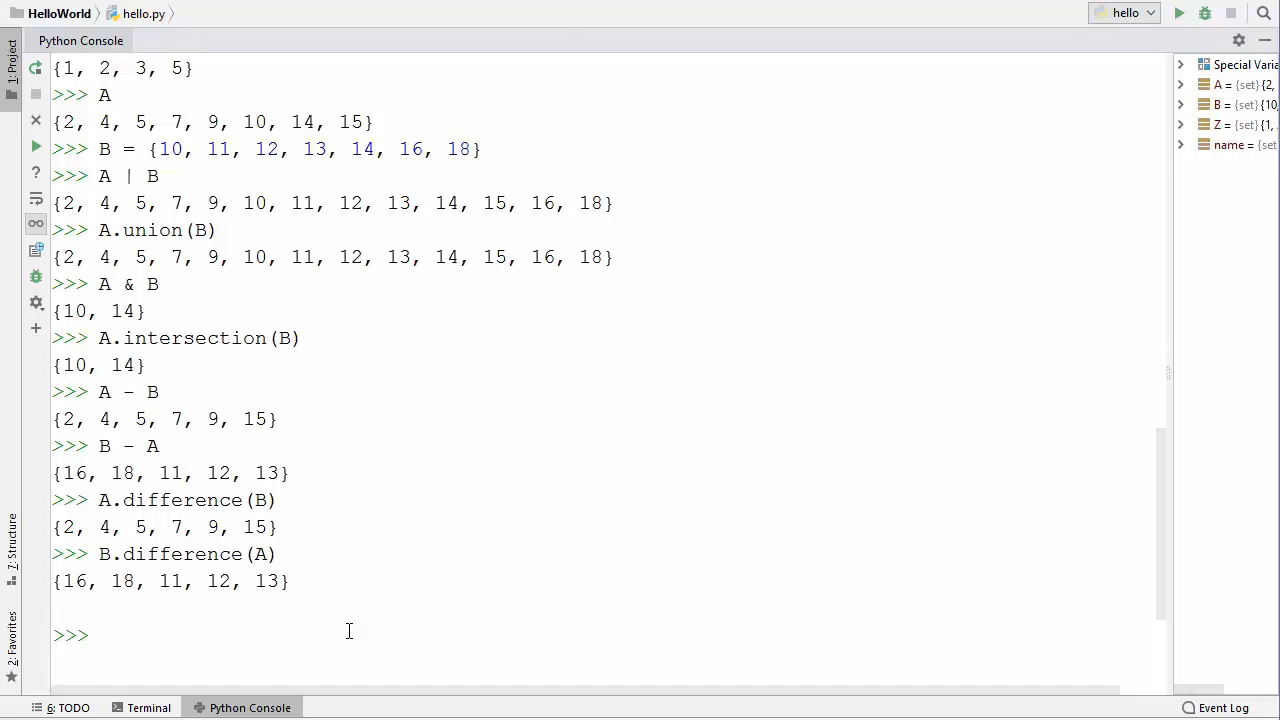 HelloWorld hello.py hello
Python Console
1: Project
{1, 2, 3, 5}
>>> A
{2, 4, 5, 7, 9, 10, 14, 15}
>>> B = {10, 11, 12, 13, 14, 16, 18}
>>> A | B
{2, 4, 5, 7, 9, 10, 11, 12, 13, 14, 15, 16, 18}
>>> A.union(B)
{2, 4, 5, 7, 9, 10, 11, 12, 13, 14, 15, 16, 18}
>>> A & B
{10, 14}
>>> A.intersection(B)
{10, 14}
>>> A - B
{2, 4, 5, 7, 9, 15}
>>> B - A
{16, 18, 11, 12, 13}
>>> A.difference(B)
{2, 4, 5, 7, 9, 15}
>>> B.difference(A)
{16, 18, 11, 12, 13}
>>>
Special Varia
A = {set} {2,
B = {set} {10,
Z = {set} {1,
name = {set
7: Structure
2: Favorites
6: TODO Terminal Python Console Event Log